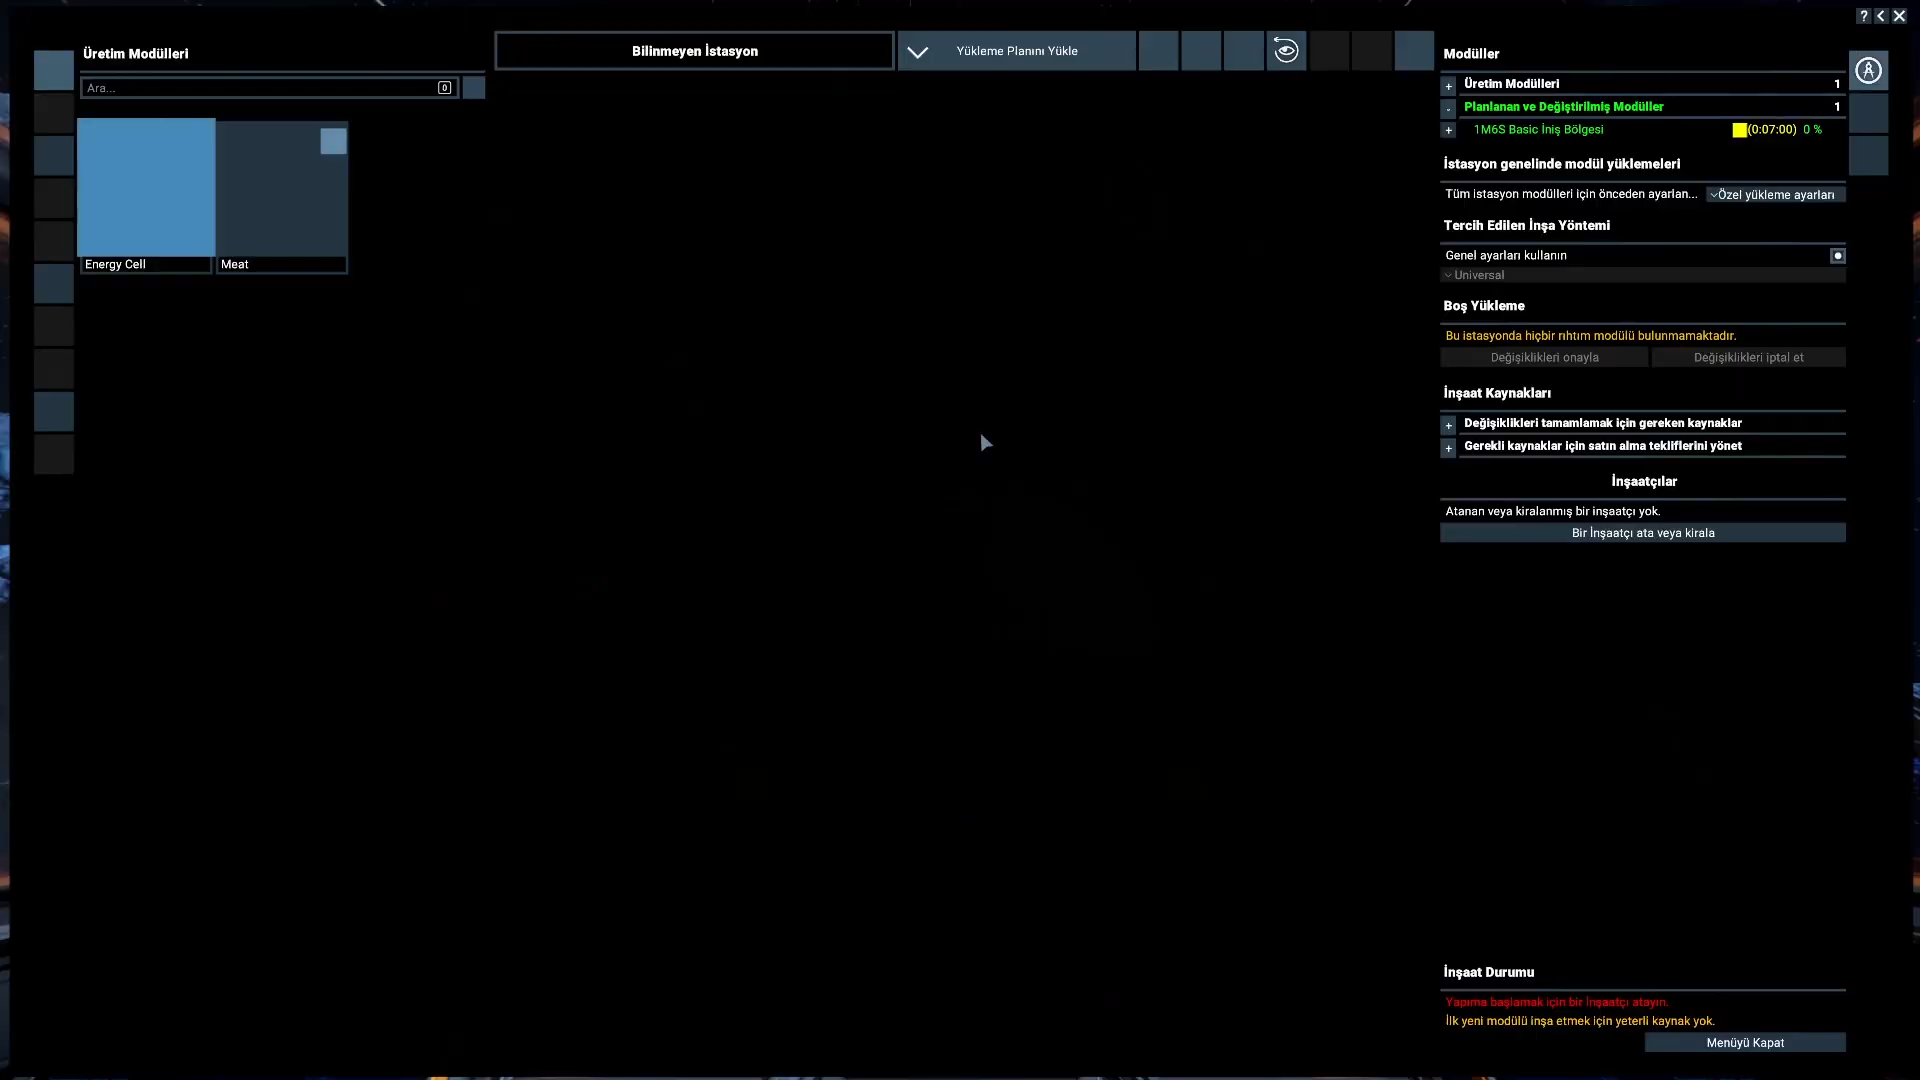 ?
Üretim Modülleri
Ara...
0
Energy Cell
Meat
Bilinmeyen İstasyon
Yükleme Planını Yükle
Modüller
+ Üretim Modülleri 1
- Planlanan ve Değiştirilmiş Modüller 1
+ 1M6S Basic İniş Bölgesi (0:07:00) 0 %
İstasyon genelinde modül yüklemeleri
Tüm istasyon modülleri için önceden ayarlan... Özel yükleme ayarları
Tercih Edilen İnşa Yöntemi
Genel ayarları kullanın
Universal
Boş Yükleme
Bu istasyonda hiçbir rıhtım modülü bulunmamaktadır.
Değişiklikleri onayla Değişiklikleri iptal et
İnşaat Kaynakları
+ Değişiklikleri tamamlamak için gereken kaynaklar
+ Gerekli kaynaklar için satın alma tekliflerini yönet
İnşaatçılar
Atanan veya kiralanmış bir inşaatçı yok.
Bir İnşaatçı ata veya kirala
İnşaat Durumu
Yapıma başlamak için bir İnşaatçı atayın.
İlk yeni modülü inşa etmek için yeterli kaynak yok.
Menüyü Kapat